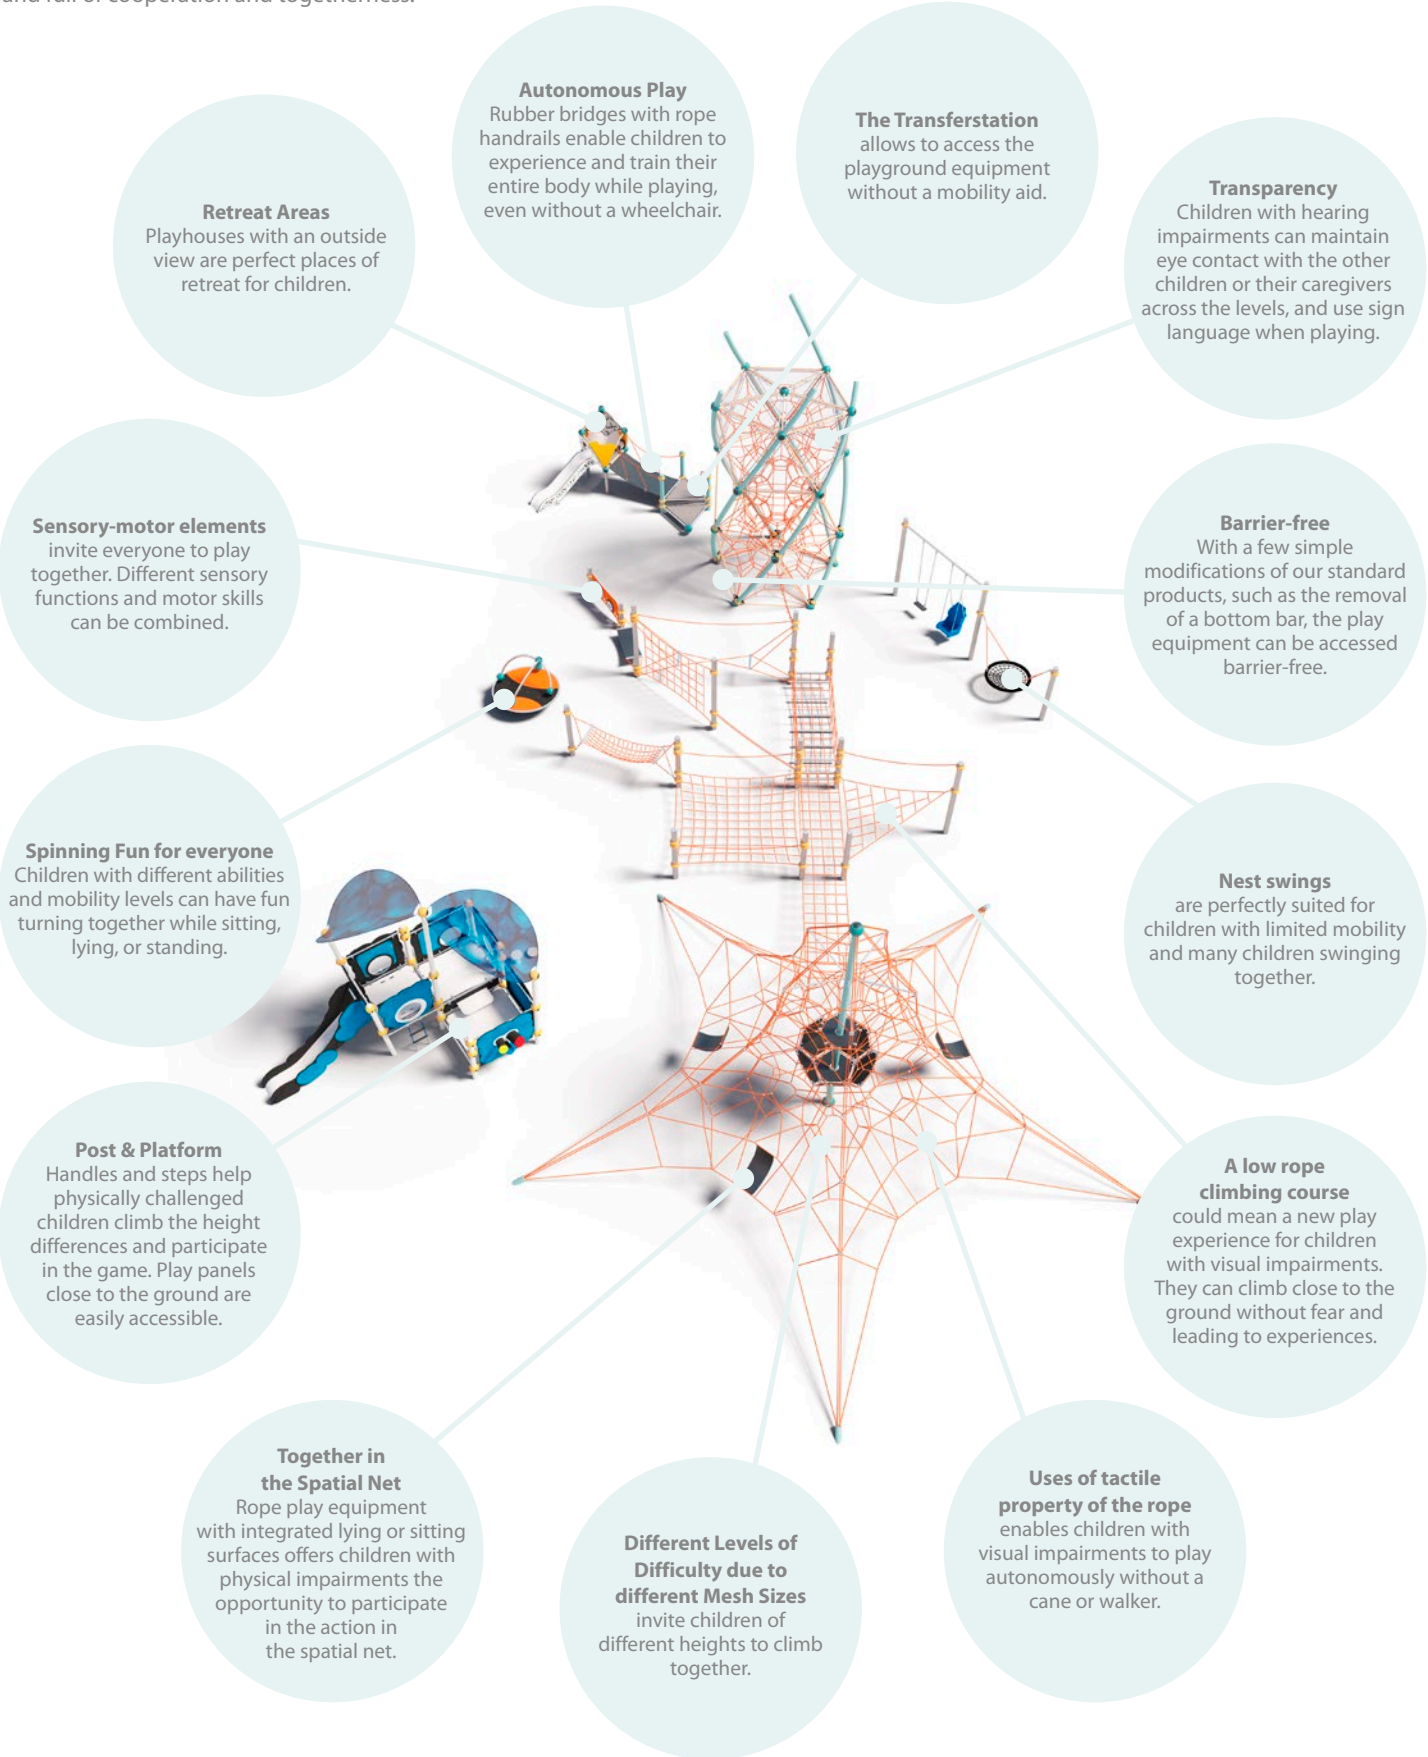 Autonomous Play
Rubber bridges with rope
handrails enable children to
experience and train their
entire body while playing,
even without a wheelchair.
The Transferstation
allows to access the
playground equipment
without a mobility aid.
Retreat Areas
Playhouses with an outside
view are perfect places of
retreat for children.
Transparency
Children with hearing
impairments can maintain
eye contact with the other
children or their caregivers
across the levels, and use sign
language when playing.
Sensory-motor elements
invite everyone to play
together. Different sensory
functions and motor skills
can be combined.
Barrier-free
With a few simple
modifications of our standard
products, such as the removal
of a bottom bar, the play
equipment can be accessed
barrier-free.
Spinning Fun for everyone
Children with different abilities
and mobility levels can have fun
turning together while sitting,
lying, or standing.
Nest swings
are perfectly suited for
children with limited mobility
and many children swinging
together.
Post & Platform
Handles and steps help
physically challenged
children climb the height
differences and participate
in the game. Play panels
close to the ground are
easily accessible.
A low rope
climbing course
could mean a new play
experience for children
with visual impairments.
They can climb close to the
ground without fear and
leading to experiences.
Together in
the Spatial Net
Rope play equipment
with integrated lying or sitting
surfaces offers children with
physical impairments the
opportunity to participate
in the action in
the spatial net.
Different Levels of
Difficulty due to
different Mesh Sizes
invite children of
different heights to climb
together.
Uses of tactile
property of the rope
enables children with
visual impairments to play
autonomously without a
cane or walker.